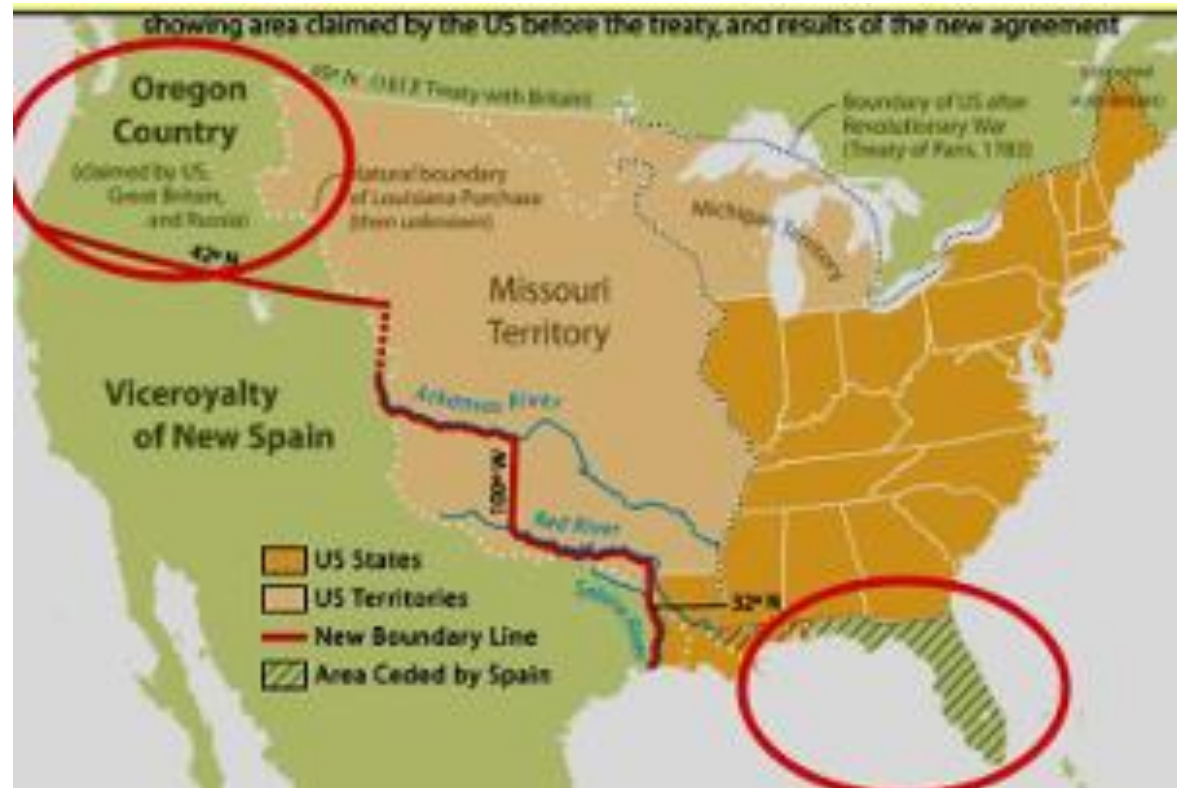 showing area claimed by the US before the treaty, and results of the new agreement
Oregon
Country
(claimed by US,
Great Britain,
and Russia)
42° N
49° N (1818 Treaty with Britain)
Natural boundary
of Louisiana Purchase
(then unknown)
Boundary of US after
Revolutionary War
(Treaty of Paris, 1783)
Michigan Territory
Missouri
Territory
Viceroyalty
of New Spain
Arkansas River
100° W
Red River
Sabine River
32° N
US States
US Territories
New Boundary Line
Area Ceded by Spain